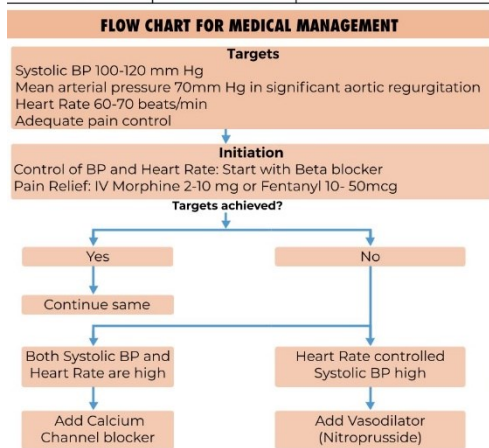 FLOW CHART FOR MEDICAL MANAGEMENT
Targets
Systolic BP 100-120 mm Hg
Mean arterial pressure 70mm Hg in significant aortic regurgitation
Heart Rate 60-70 beats/min
Adequate pain control
Initiation
Control of BP and Heart Rate: Start with Beta blocker
Pain Relief: IV Morphine 2-10 mg or Fentanyl 10- 50mcg
Targets achieved?
Yes
No
Continue same
Both Systolic BP and
Heart Rate are high
Heart Rate controlled
Systolic BP high
Add Calcium
Channel blocker
Add Vasodilator
(Nitroprusside)